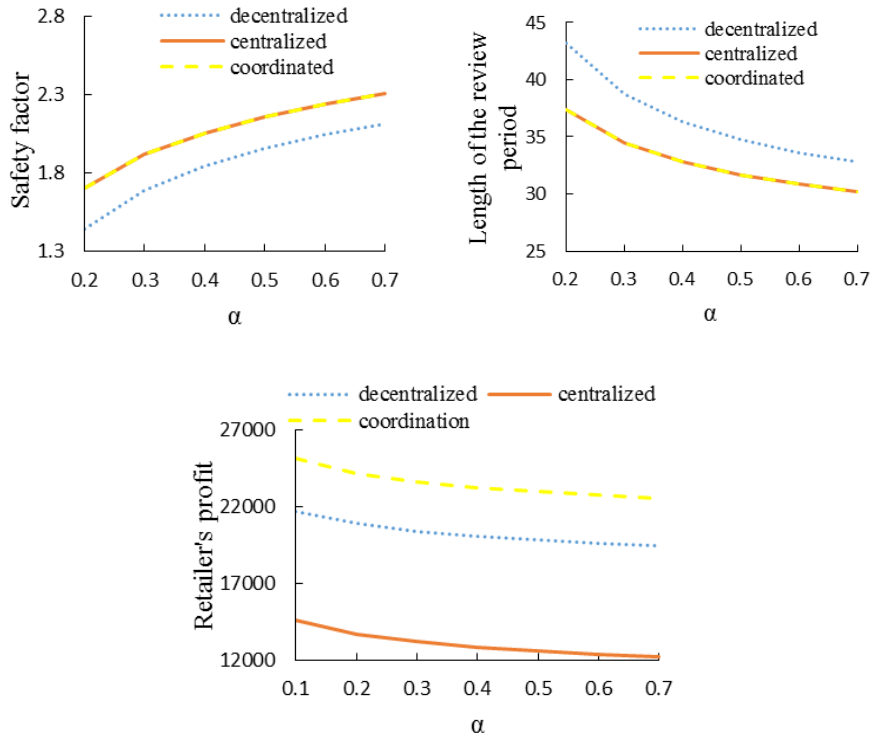 decentralized
centralized
coordinated
Safety factor
2.8
2.3
1.8
1.3
0.2 0.3 0.4 0.5 0.6 0.7
α
decentralized
centralized
coordinated
Length of the review
period
45
40
35
30
25
0.2 0.3 0.4 0.5 0.6 0.7
α
decentralized centralized
coordination
Retailer's profit
27000
22000
17000
12000
0.1 0.2 0.3 0.4 0.5 0.6 0.7
α